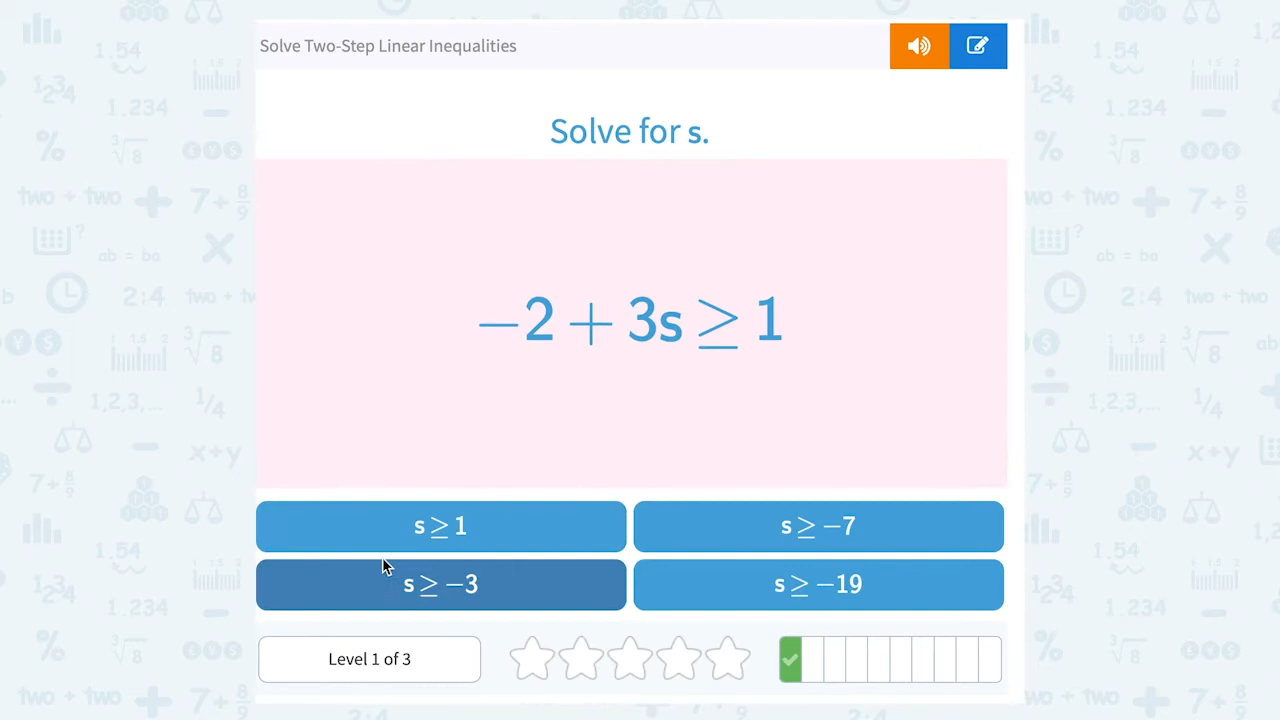 Solve Two-Step Linear Inequalities
Solve for s.
−2 + 3s ≥ 1
s ≥ 1
s ≥ −7
s ≥ −3
s ≥ −19
Level 1 of 3